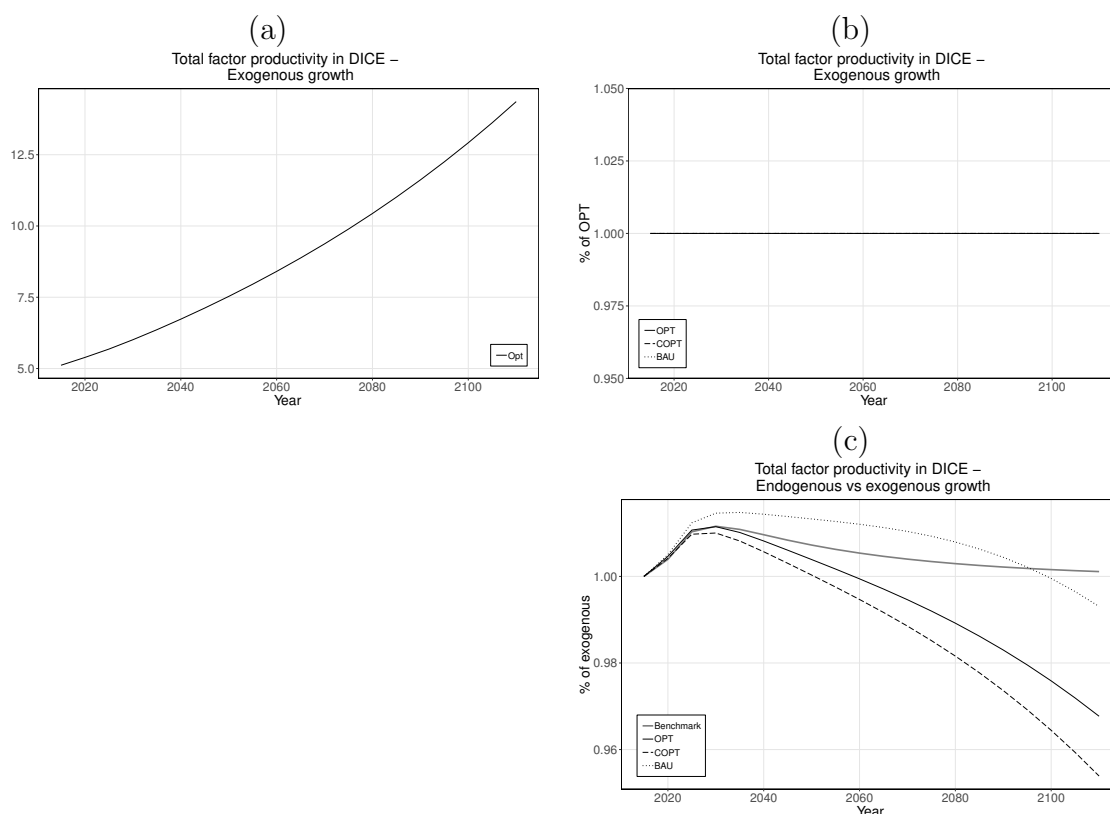 (a)
Total factor productivity in DICE –
Exogenous growth
12.5
10.0
7.5
5.0
Opt
2020 2040 2060 2080 2100
Year
(b)
Total factor productivity in DICE –
Exogenous growth
% of OPT
1.050
1.025
1.000
0.975
0.950
OPT
COPT
BAU
2020 2040 2060 2080 2100
Year
(c)
Total factor productivity in DICE –
Endogenous vs exogenous growth
% of exogenous
1.00
0.98
0.96
Benchmark
OPT
COPT
BAU
2020 2040 2060 2080 2100
Year